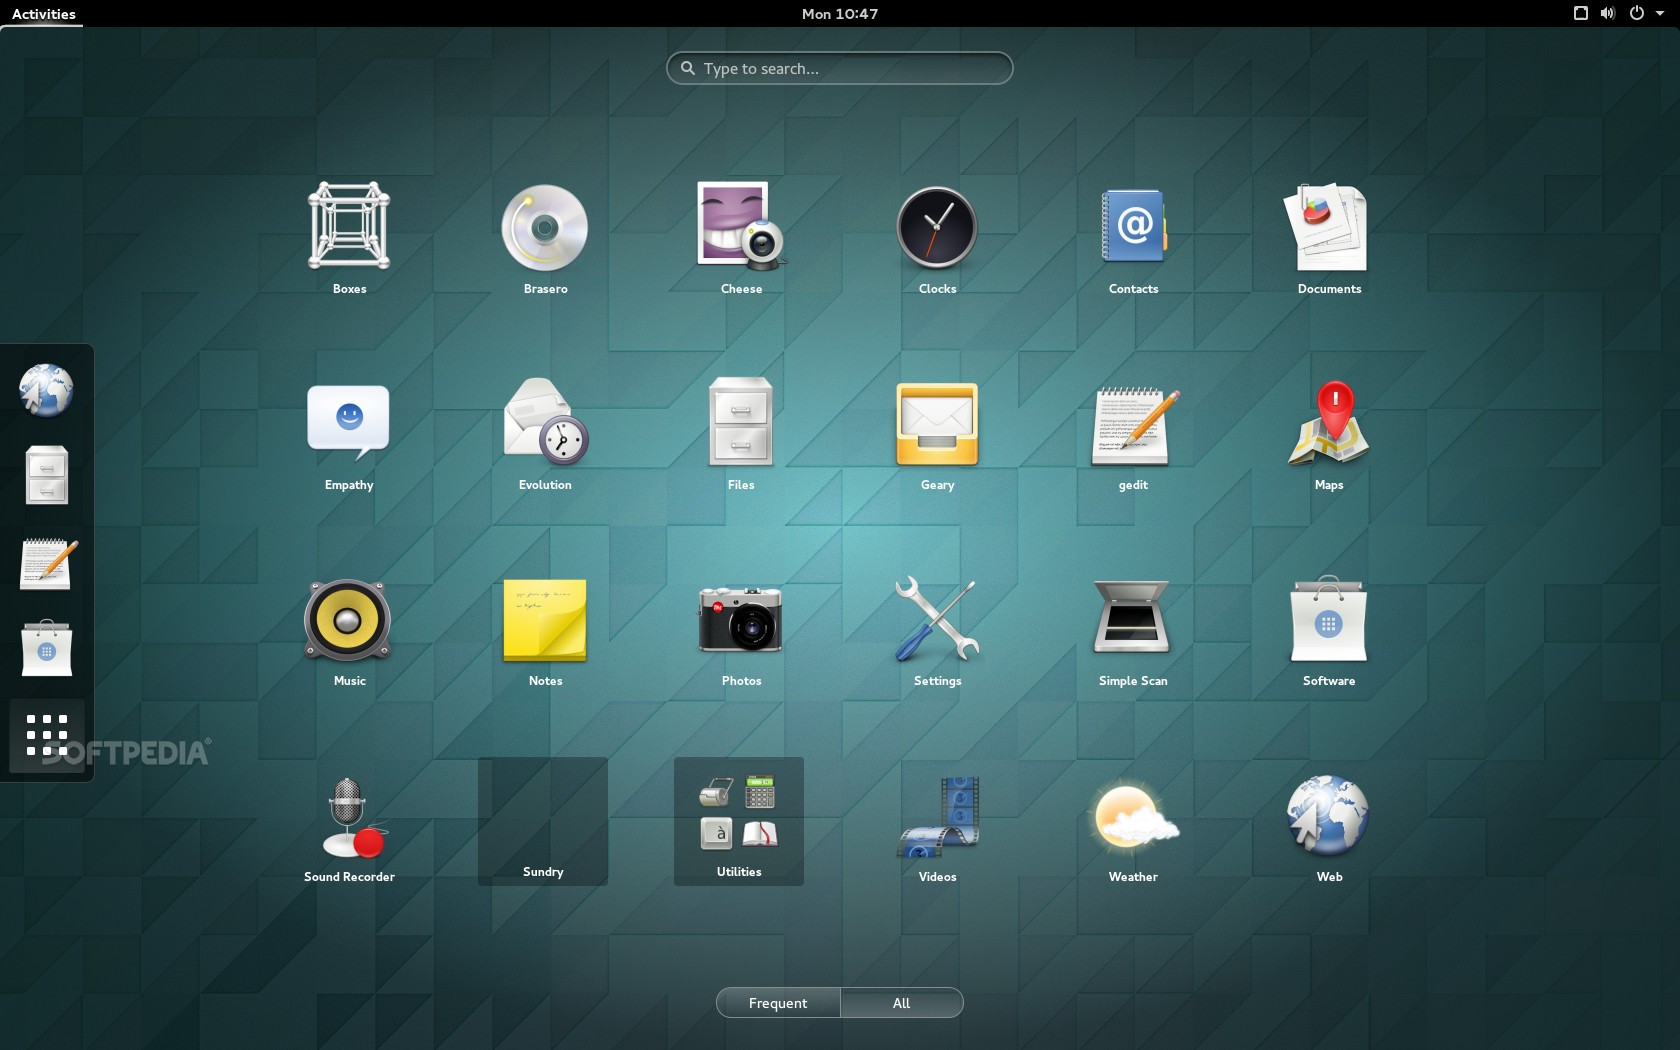 Activities
Mon 10:47
Type to search...
Boxes
Brasero
Cheese
Clocks
Contacts
Documents
Empathy
Evolution
Files
Geary
gedit
Maps
Music
Notes
Photos
Settings
Simple Scan
Software
SOFTPEDIA®
Sound Recorder
Sundry
à
Utilities
Videos
Weather
Web
Frequent
All